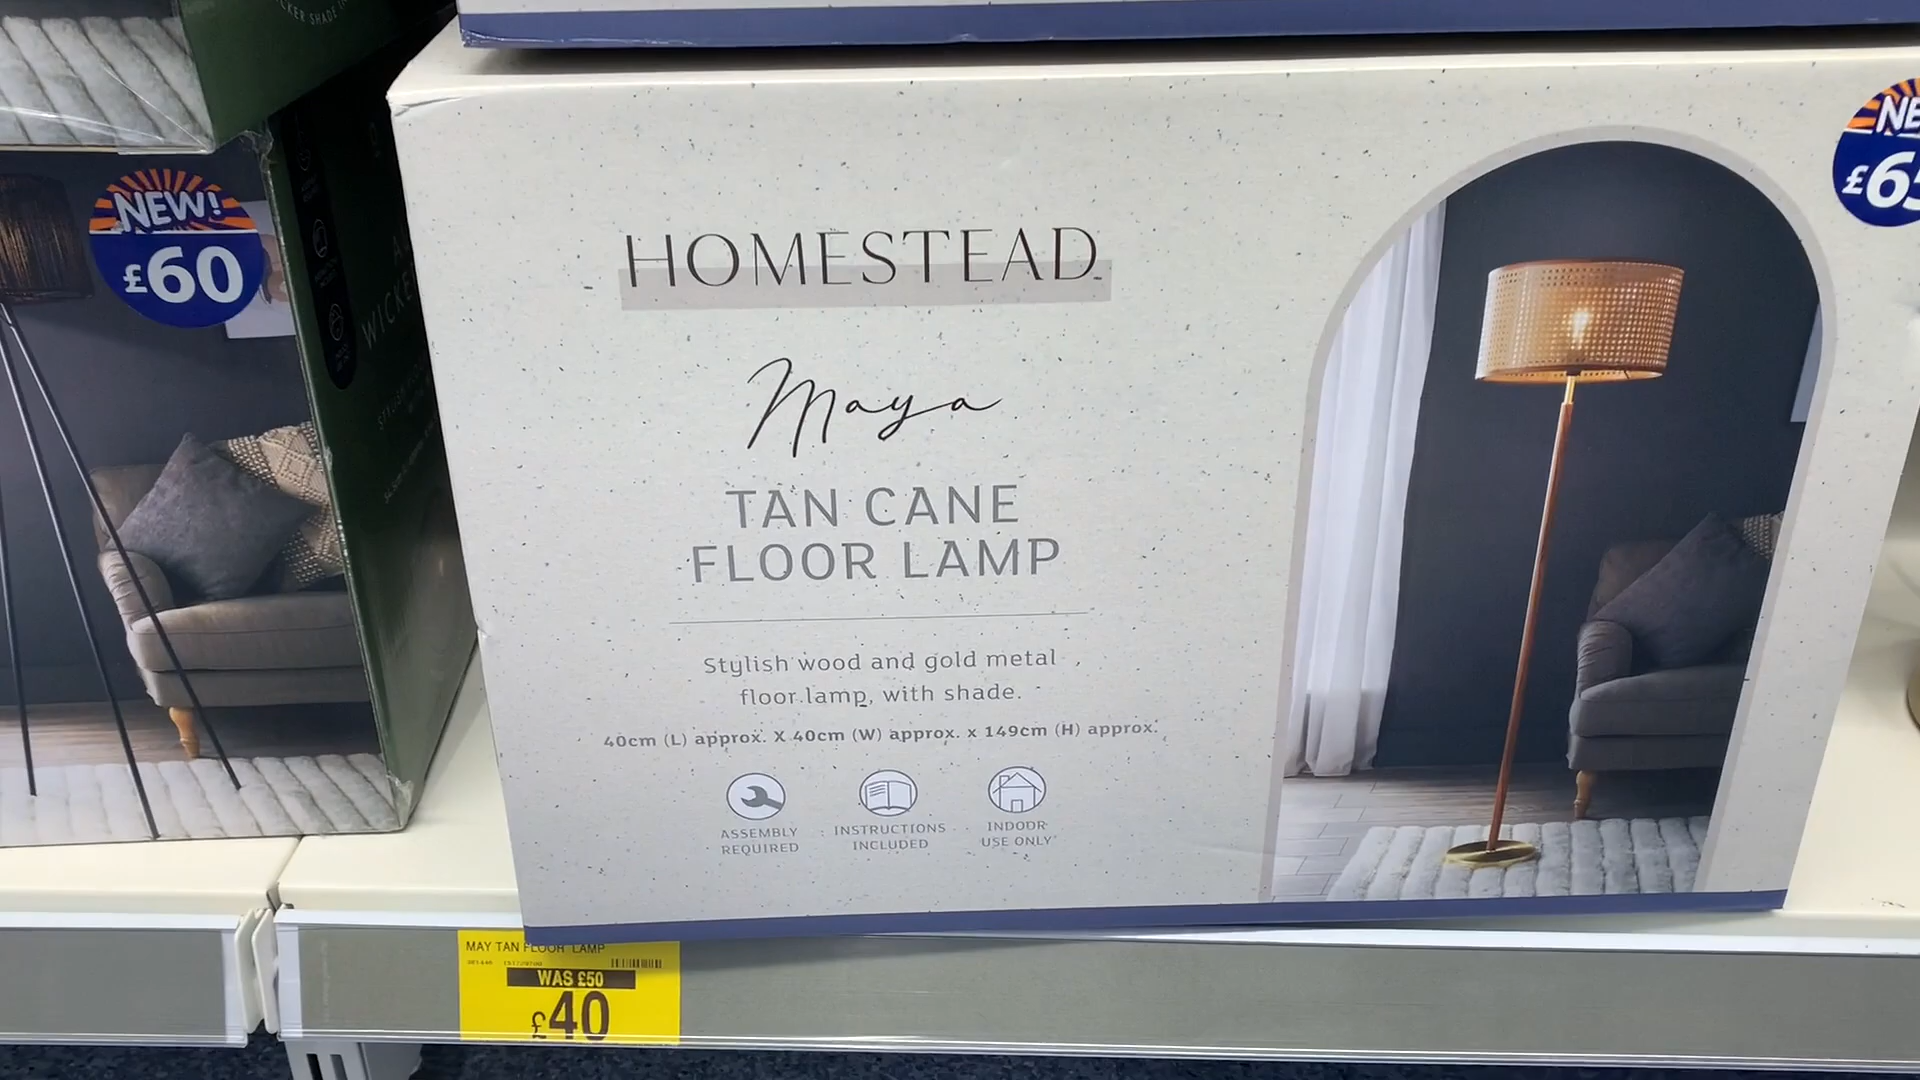 NEW!
£60
HOMESTEAD
Maya
TAN CANE
FLOOR LAMP
Stylish wood and gold metal
floor lamp, with shade.
40cm (L) approx. X 40cm (W) approx. x 149cm (H) approx.
ASSEMBLY
REQUIRED
INSTRUCTIONS
INCLUDED
INDOOR
USE ONLY
£65
MAY TAN FLOOR LAMP
WAS £50
£40